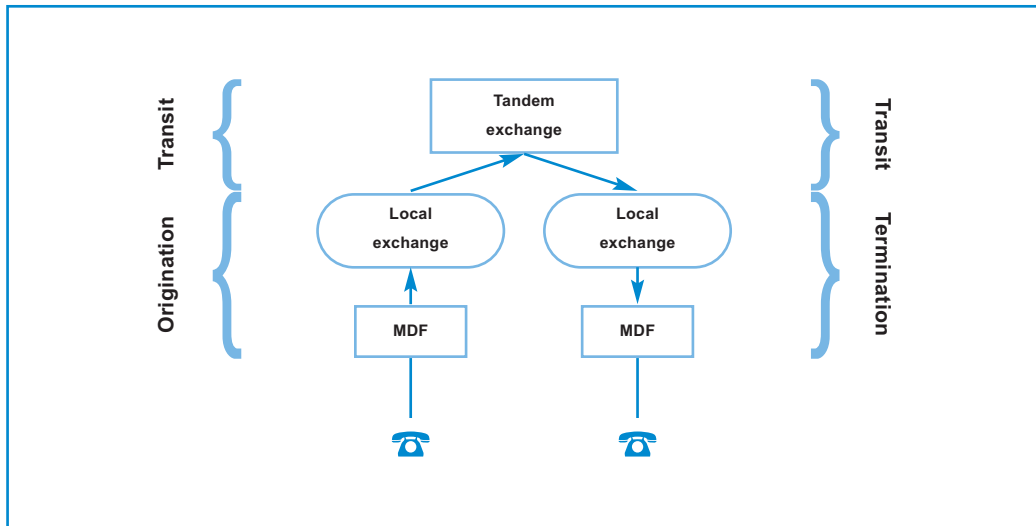 Transit
Tandem
exchange
Transit
Origination
Local
exchange
Local
exchange
Termination
MDF
MDF